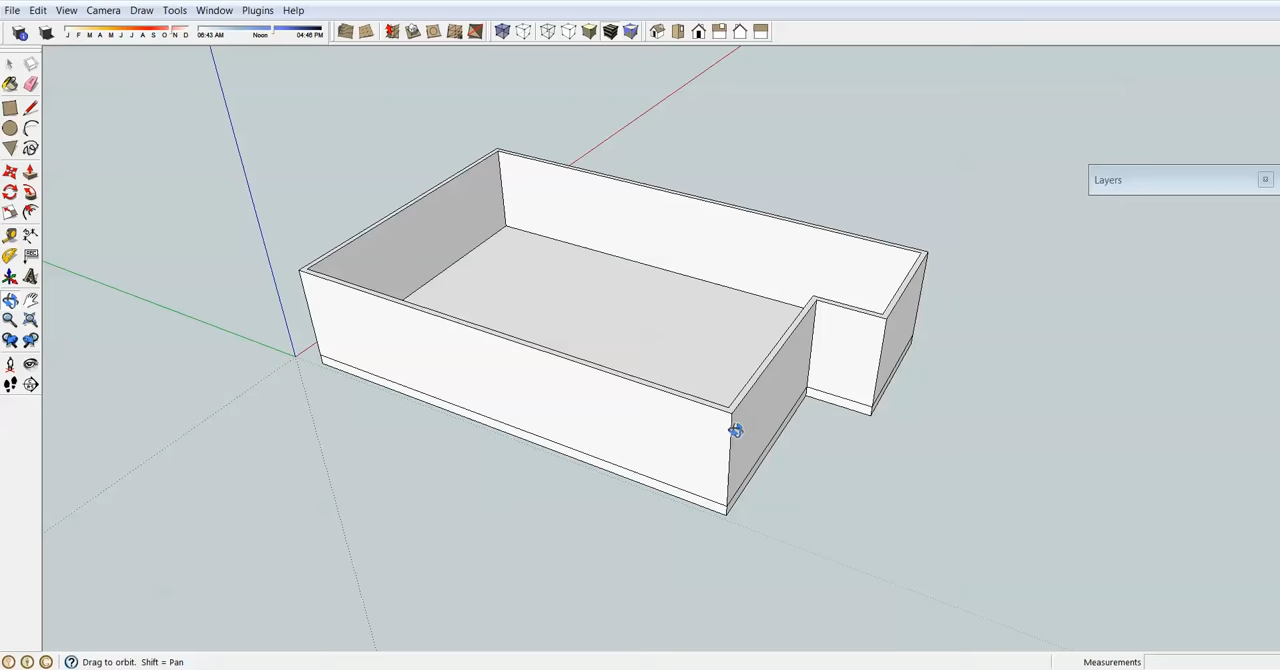 File Edit View Camera Draw Tools Window Plugins Help
J F M A M J J A S O N D 06:43 AM Noon 04:46 PM
Layers
Drag to orbit. Shift = Pan Measurements